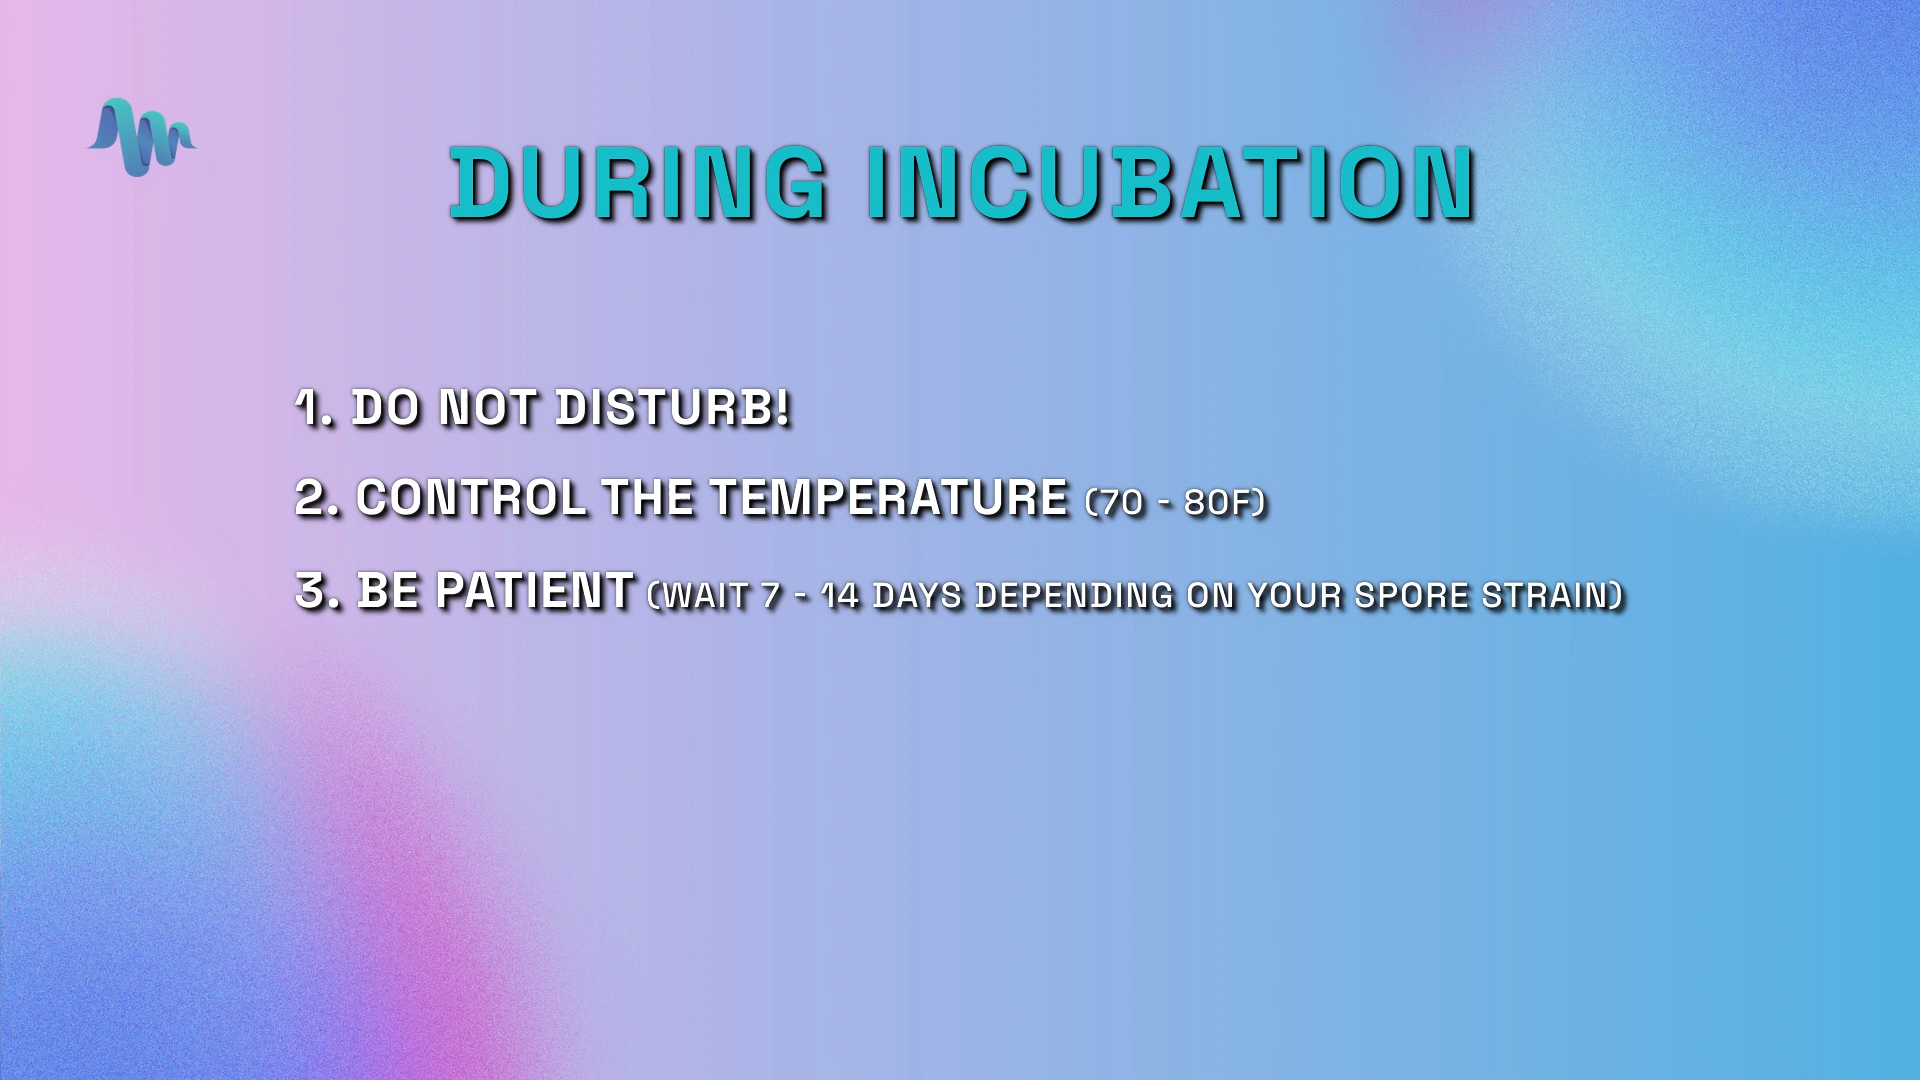 DURING INCUBATION
1. DO NOT DISTURB!
2. CONTROL THE TEMPERATURE (70 - 80F)
3. BE PATIENT (WAIT 7 - 14 DAYS DEPENDING ON YOUR SPORE STRAIN)